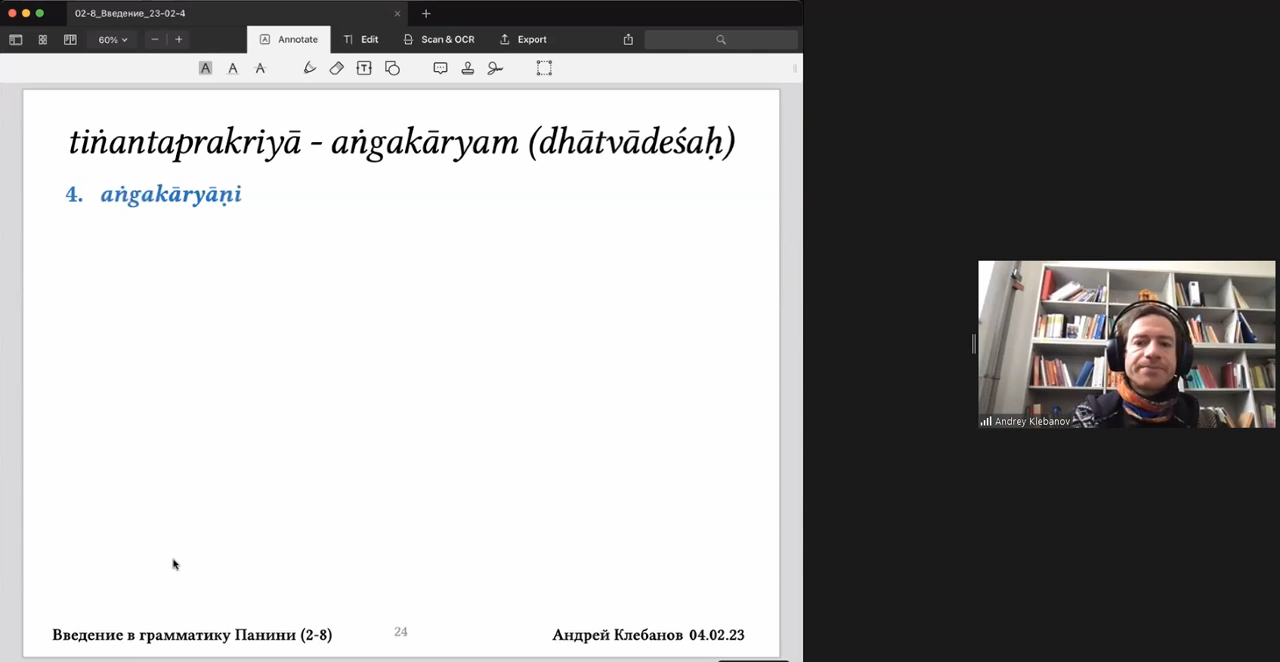 02-8_Введение_23-02-4
60%
Annotate
Edit
Scan & OCR
Export
tiṅantaprakriyā - aṅgakāryam (dhātvādeśaḥ)
4. aṅgakāryāṇi
Введение в грамматику Панини (2-8)
24
Андрей Клебанов 04.02.23
Andrey Klebanov